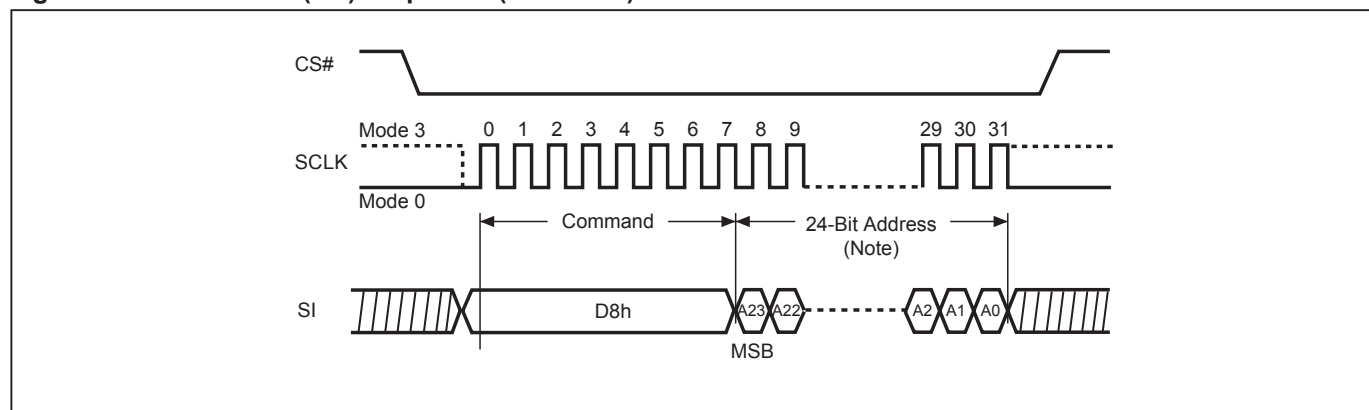 CS#
Mode 3
0 1 2 3 4 5 6 7 8 9 29 30 31
SCLK
Mode 0
Command
24-Bit Address
(Note)
SI
D8h
A23 A22 A2 A1 A0
MSB